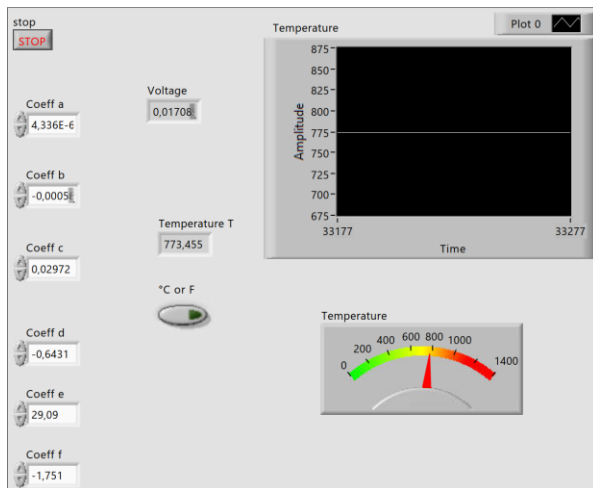 stop
STOP
Temperature
Plot 0
Voltage
0,01708
Coeff a
4,336E-6
Coeff b
-0,0005
Coeff c
0,02972
Coeff d
-0,6431
Coeff e
29,09
Coeff f
-1,751
Temperature T
773,455
°C or F
Amplitude
875
850
825
800
775
750
725
700
675
33177
33277
Time
Temperature
0
200
400
600
800
1000
1400